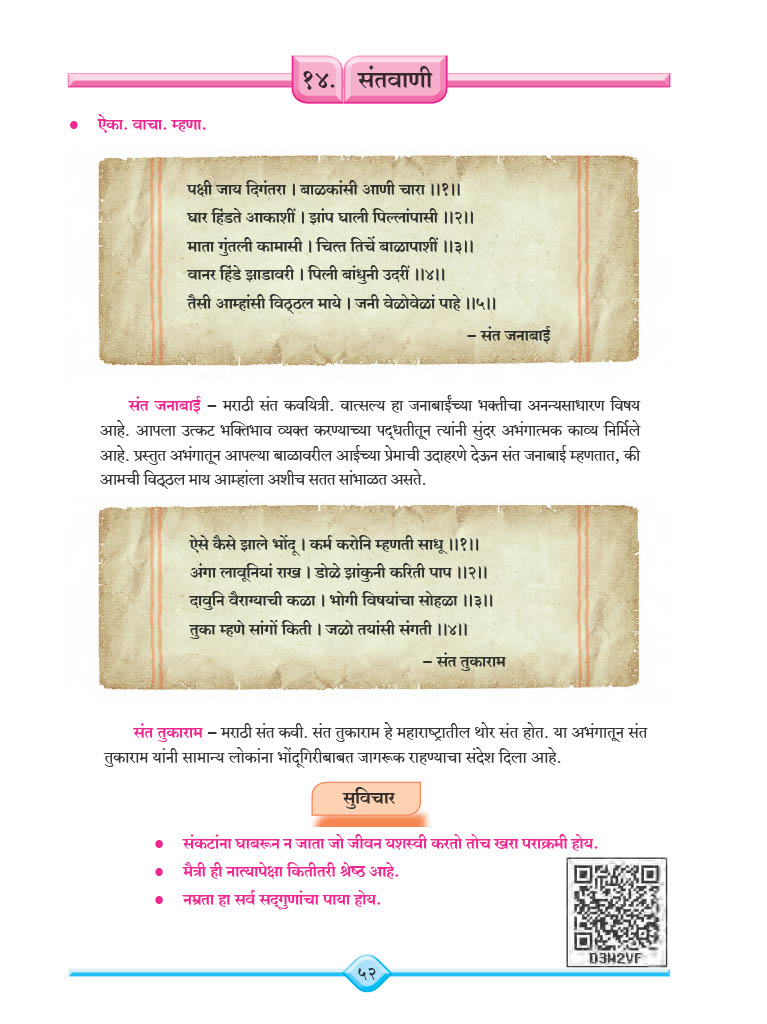 १४. संतवाणी
● ऐका. वाचा. म्हणा.
पक्षी जाय दिगंतरा । बाळकांसी आणी चारा ।।१।।
घार हिंडते आकाशीं । झांप घाली पिल्लांपासी ।।२।।
माता गुंतली कामासी । चित्त तिचें बाळापाशीं ।।३।।
वानर हिंडे झाडावरी । पिली बांधुनी उदरीं ।।४।।
तैसी आम्हांसी विठ्ठल माये । जनी वेळोवेळां पाहे ।।५।।
– संत जनाबाई
संत जनाबाई – मराठी संत कवयित्री. वात्सल्य हा जनाबाईंच्या भक्तीचा अनन्यसाधारण विषय
आहे. आपला उत्कट भक्तिभाव व्यक्त करण्याच्या पद्धतीतून त्यांनी सुंदर अभंगात्मक काव्य निर्मिले
आहे. प्रस्तुत अभंगातून आपल्या बाळावरील आईच्या प्रेमाची उदाहरणे देऊन संत जनाबाई म्हणतात, की
आमची विठ्ठल माय आम्हांला अशीच सतत सांभाळत असते.
ऐसे कैसे झाले भोंदू । कर्म करोनि म्हणती साधू ।।१।।
अंगा लावूनियां राख । डोळे झांकुनी करिती पाप ।।२।।
दावुनि वैराग्याची कळा । भोगी विषयांचा सोहळा ।।३।।
तुका म्हणे सांगों किती । जळो तयांसी संगती ।।४।।
– संत तुकाराम
संत तुकाराम – मराठी संत कवी. संत तुकाराम हे महाराष्ट्रातील थोर संत होत. या अभंगातून संत
तुकाराम यांनी सामान्य लोकांना भोंदूगिरीबाबत जागरूक राहण्याचा संदेश दिला आहे.
सुविचार
● संकटांना घाबरून न जाता जो जीवन यशस्वी करतो तोच खरा पराक्रमी होय.
● मैत्री ही नात्यापेक्षा कितीतरी श्रेष्ठ आहे.
● नम्रता हा सर्व सद्गुणांचा पाया होय.
D3W2VF
५२